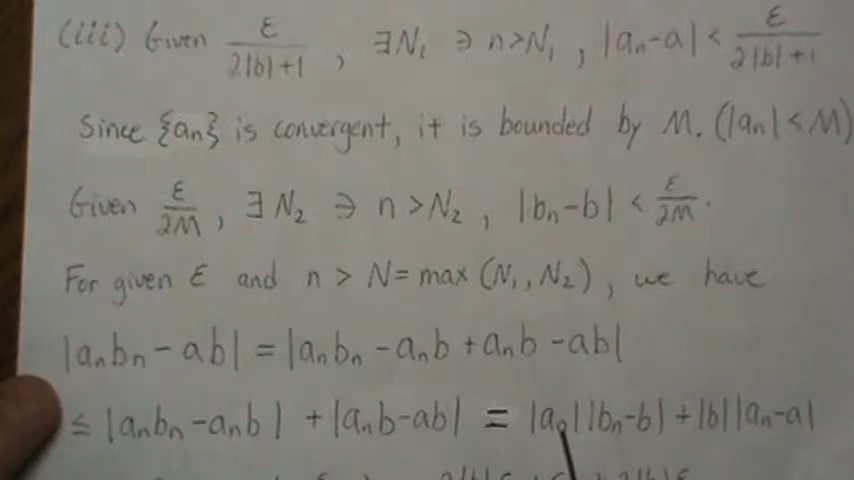 (iii) Given ε/(2|b|+1), ∃N₁ ∋ n>N₁, |aₙ-a| < ε/(2|b|+1)
Since {aₙ} is convergent, it is bounded by M. (|aₙ|<M)
Given ε/2M, ∃N₂ ∋ n>N₂, |bₙ-b| < ε/2M.
For given ε and n > N = max(N₁,N₂), we have
|aₙbₙ - ab| = |aₙbₙ - aₙb + aₙb - ab|
≤ |aₙbₙ - aₙb| + |aₙb - ab| = |aₙ||bₙ-b| + |b||aₙ-a|